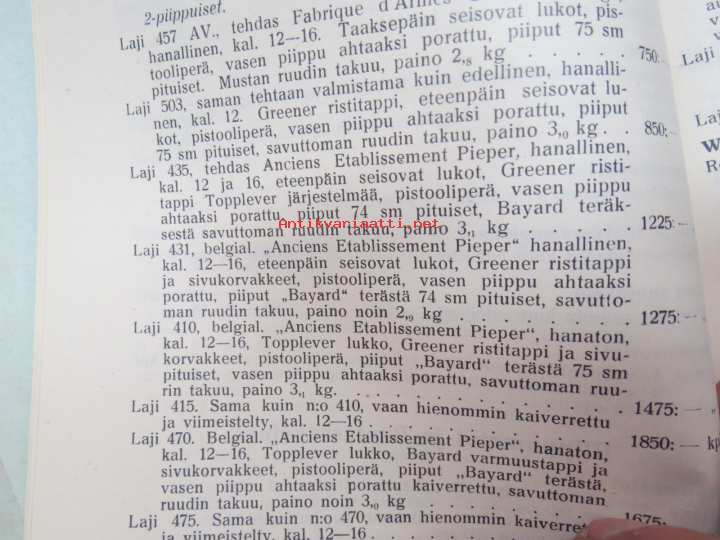 2-piippuiset.
Laji 457 AV., tehdas Fabrique d'Armes
hanallinen, kal. 12—16. Taaksepäin seisovat lukot, pis-
tooliperä, vasen piippu ahtaaksi porattu, piiput 75 sm
pituiset. Mustan ruudin takuu, paino 2,₈ kg . . . . . 750:—
Laji 503, saman tehtaan valmistama kuin edellinen, hanalli-
nen, kal. 12. Greener ristitappi, eteenpäin seisovat lu-
kot, pistooliperä, vasen piippu ahtaaksi porattu, piiput
75 sm pituiset, savuttoman ruudin takuu, paino 3,₁₀ kg . . 850:—
Laji 435, tehdas Anciens Etablissement Pieper, hanallinen,
kal. 12 ja 16, eteenpäin seisovat lukot, Greener risti-
tappi Topplever järjestelmää, pistooliperä, vasen piippu
ahtaaksi porattu, piiput 74 sm pituiset, Bayard teräk-
sestä savuttoman ruudin takuu, paino 3,₁ kg . . . . . 1225:—
Antikvariaatti.net
Laji 431, belgial. „Anciens Etablissement Pieper" hanallinen,
kal. 12—16, eteenpäin seisovat lukot, Greener ristitappi
ja sivukorvakkeet, pistooliperä, vasen piippu ahtaaksi
porattu, piiput „Bayard" terästä 74 sm pituiset, savutto-
man ruudin takuu, paino noin 2,₁₀ kg . . . . . . . . 1275:—
Laji 410, belgial. „Anciens Etablissement Pieper", hanaton,
kal. 12—16, Topplever lukko, Greener ristitappi ja sivu-
korvakkeet, pistooliperä, piiput „Bayard" terästä 75 sm
pituiset, vasen piippu ahtaaksi porattu, savuttoman ruu-
rin takuu, paino 3,₁ kg. . . . . . . . . . . . . . 1475:—
Laji 415. Sama kuin n:o 410, vaan hienommin kaiverrettu
ja viimeistelty, kal. 12—16 . . . . . . . . . . . . 1850:—
Laji 470. Belgial. „Anciens Etablissement Pieper", hanaton,
kal. 12—16, Topplever lukko, Bayard varmuustappi ja
sivukorvakkeet, pistooliperä, piiput „Bayard" terästä,
vasen piippu ahtaaksi porattu kaiverrettu, savuttoman
ruudin takuu, paino noin 3,₁₀ kg . . . . . . . . . 1675:—
Laji 475. Sama kuin n:o 470, vaan hienommin kaiverrettu
ja viimeistelty, kal. 12—16 . . . . . . . . .
Laji
La
W
R